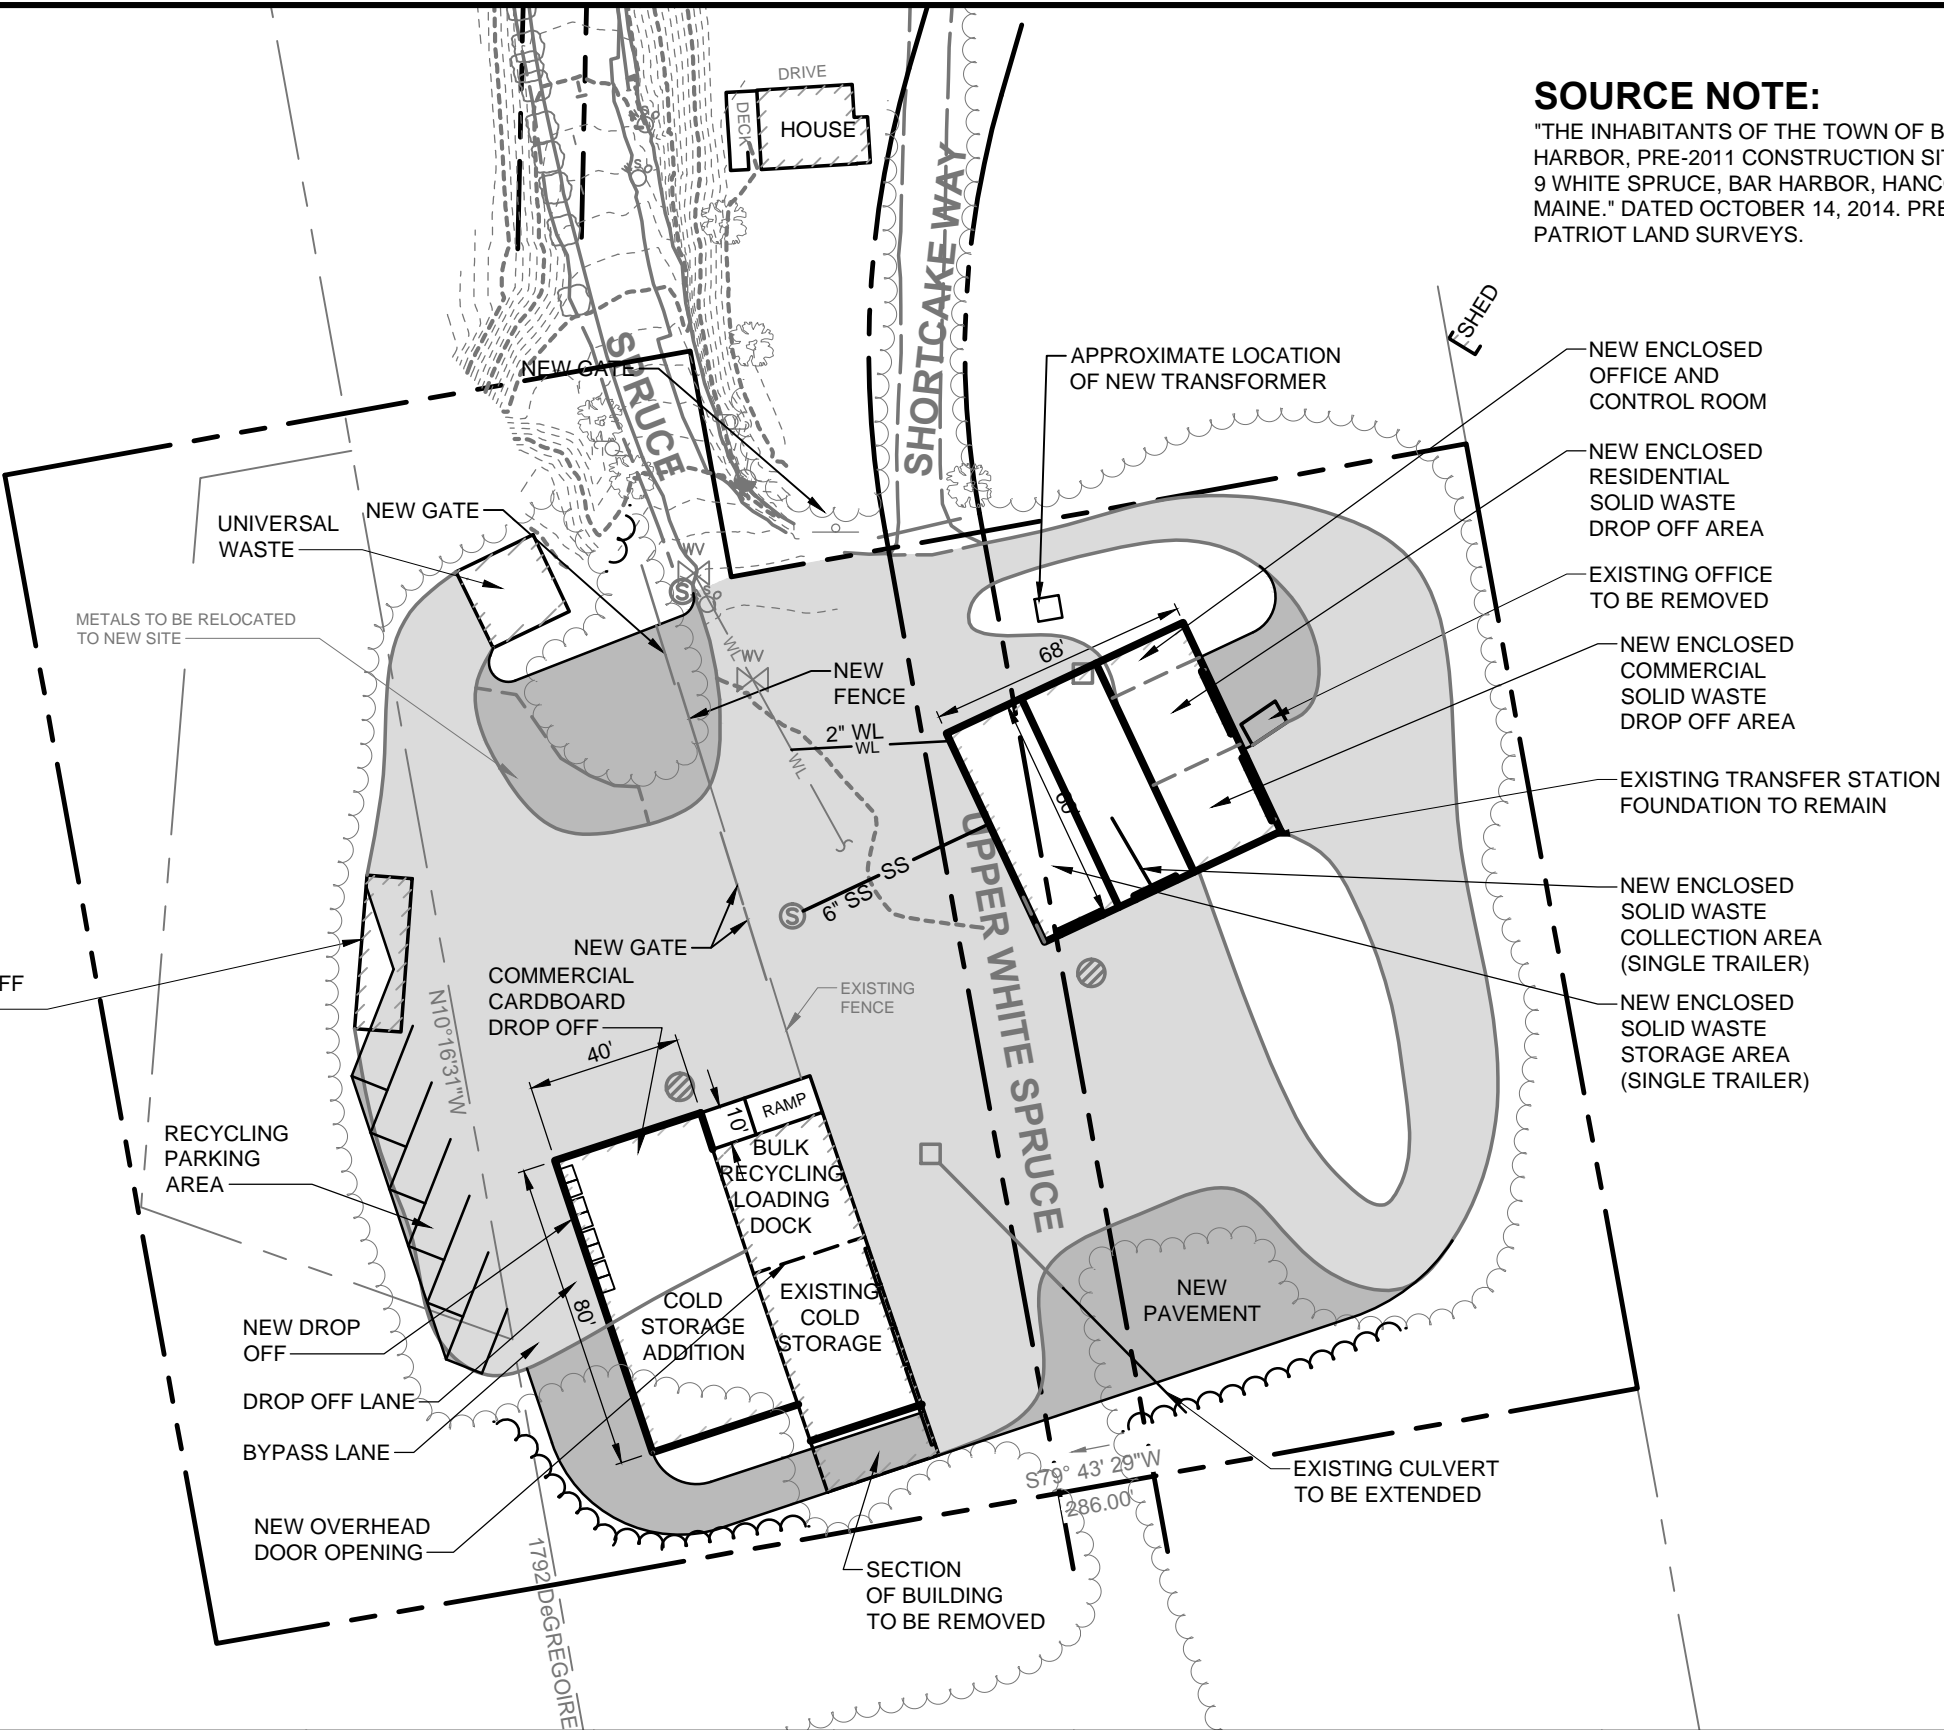 DRIVE
DECK
HOUSE
SOURCE NOTE:
"THE INHABITANTS OF THE TOWN OF B
HARBOR, PRE-2011 CONSTRUCTION SIT
9 WHITE SPRUCE, BAR HARBOR, HANC
MAINE." DATED OCTOBER 14, 2014. PRE
PATRIOT LAND SURVEYS.
SHORTCAKE WAY
SPRUCE
SHED
NEW GATE
APPROXIMATE LOCATION
OF NEW TRANSFORMER
NEW ENCLOSED
OFFICE AND
CONTROL ROOM
NEW ENCLOSED
RESIDENTIAL
SOLID WASTE
DROP OFF AREA
EXISTING OFFICE
TO BE REMOVED
NEW ENCLOSED
COMMERCIAL
SOLID WASTE
DROP OFF AREA
EXISTING TRANSFER STATION
FOUNDATION TO REMAIN
NEW ENCLOSED
SOLID WASTE
COLLECTION AREA
(SINGLE TRAILER)
NEW ENCLOSED
SOLID WASTE
STORAGE AREA
(SINGLE TRAILER)
NEW GATE
UNIVERSAL
WASTE
METALS TO BE RELOCATED
TO NEW SITE
WV
S
WL
WV
NEW
FENCE
68'
60'
2" WL
WL
WL
SS
6" SS
S
UPPER WHITE SPRUCE
NEW GATE
COMMERCIAL
CARDBOARD
DROP OFF
EXISTING
FENCE
FF
N10°16'31"W
40'
10'
RAMP
BULK
RECYCLING
LOADING
DOCK
RECYCLING
PARKING
AREA
80'
COLD
STORAGE
ADDITION
EXISTING
COLD
STORAGE
NEW
PAVEMENT
NEW DROP
OFF
DROP OFF LANE
BYPASS LANE
NEW OVERHEAD
DOOR OPENING
S79° 43' 29"W
286.00'
EXISTING CULVERT
TO BE EXTENDED
SECTION
OF BUILDING
TO BE REMOVED
1792 DeGREGOIRE